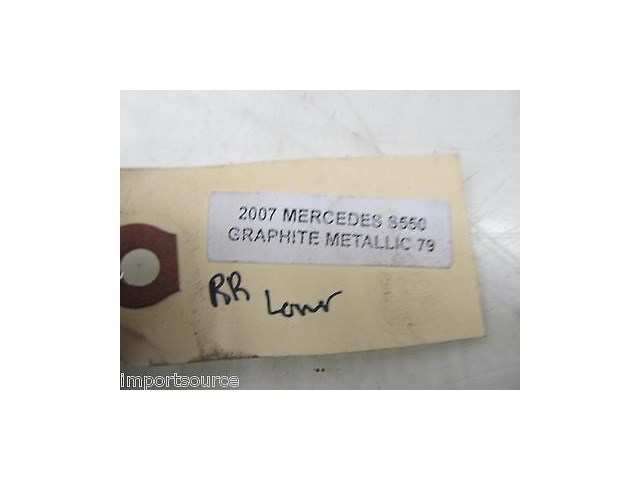 2007 MERCEDES S550
GRAPHITE METALLIC 79
RR Lower
importsource